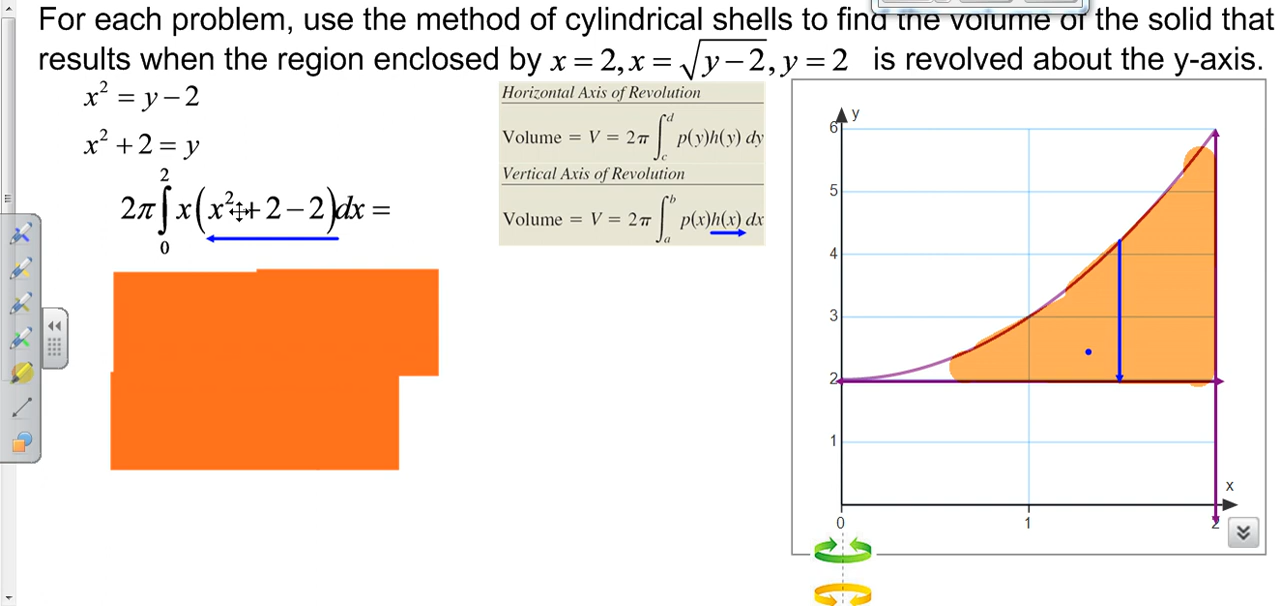 For each problem, use the method of cylindrical shells to find the volume of the solid that
results when the region enclosed by x = 2, x = √(y − 2), y = 2 is revolved about the y-axis.
x² = y − 2
x² + 2 = y
2π∫₀² x(x² + 2 − 2)dx =
Horizontal Axis of Revolution
Volume = V = 2π ∫_c^d p(y)h(y) dy
Vertical Axis of Revolution
Volume = V = 2π ∫_a^b p(x)h(x) dx
y
6
5
4
3
2
1
x
0 1 2